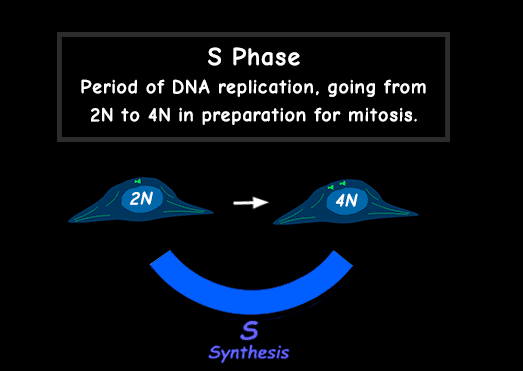 S Phase
Period of DNA replication, going from
2N to 4N in preparation for mitosis.
2N
4N
S
Synthesis